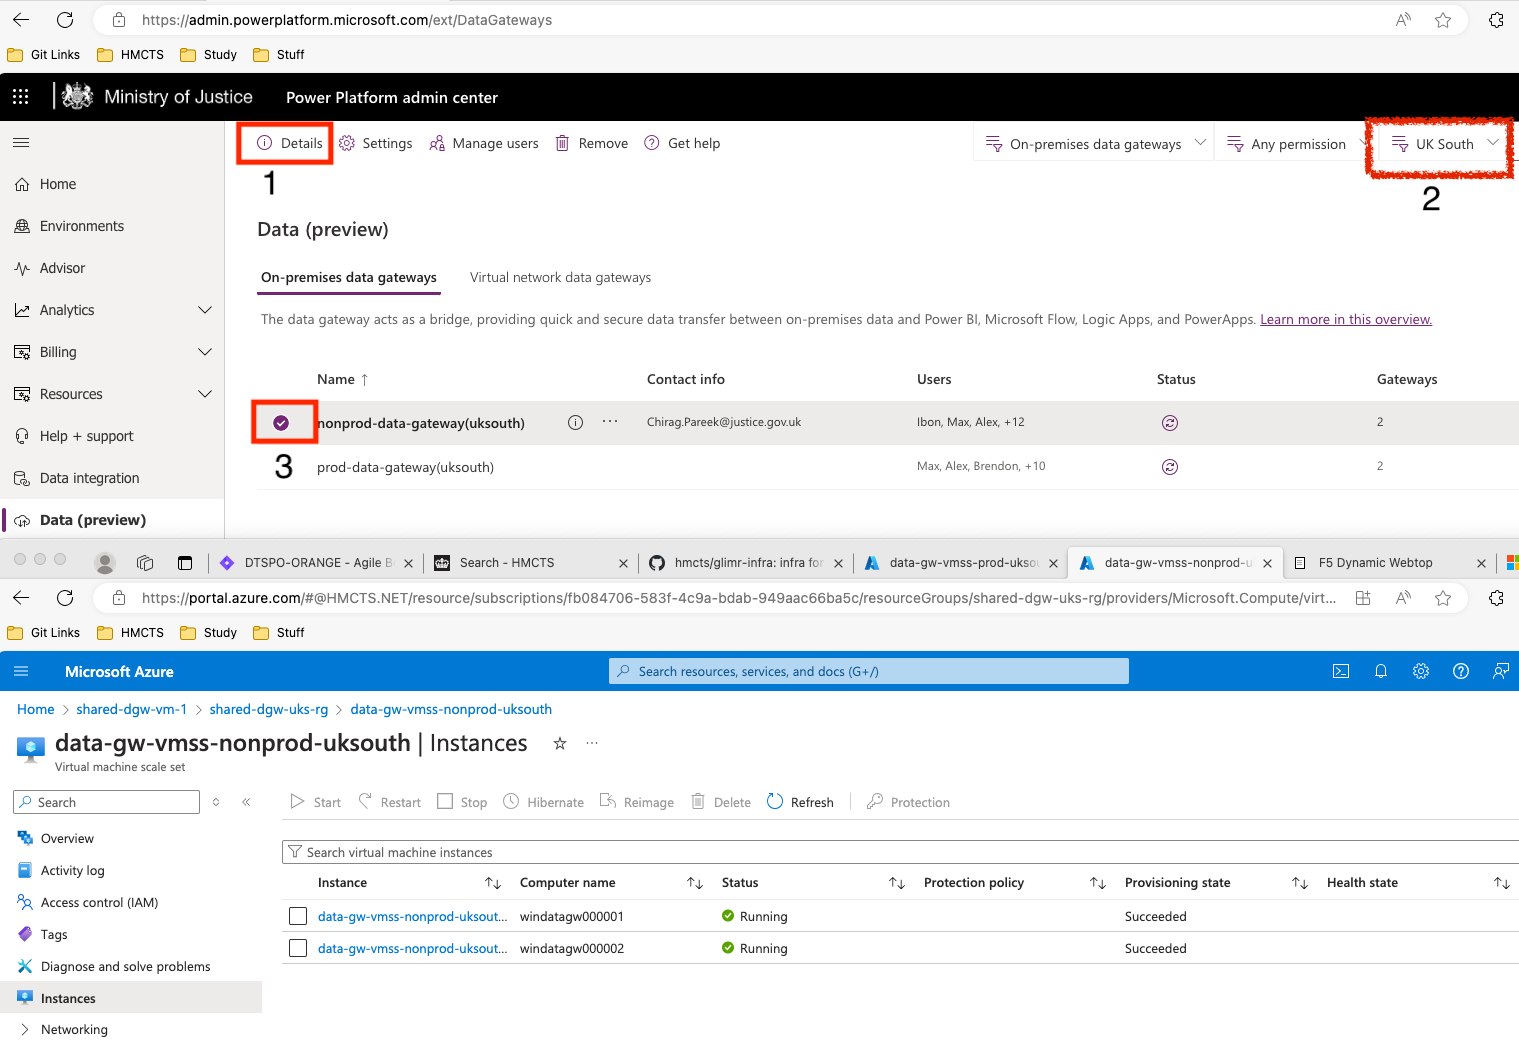 https://admin.powerplatform.microsoft.com/ext/DataGateways
Git Links HMCTS Study Stuff
Ministry of Justice Power Platform admin center
Details Settings Manage users Remove Get help On-premises data gateways Any permission UK South
1 2
Home
Environments
Advisor
Analytics
Billing
Resources
Help + support
Data integration
Data (preview)
Data (preview)
On-premises data gateways Virtual network data gateways
The data gateway acts as a bridge, providing quick and secure data transfer between on-premises data and Power BI, Microsoft Flow, Logic Apps, and PowerApps. Learn more in this overview.
Name ↑ Contact info Users Status Gateways
nonprod-data-gateway(uksouth) ... Chirag.Pareek@justice.gov.uk Ibon, Max, Alex, +12 2
3 prod-data-gateway(uksouth) Max, Alex, Brendon, +10 2
DTSPO-ORANGE - Agile B Search - HMCTS hmcts/glimr-infra: infra for data-gw-vmss-prod-ukso data-gw-vmss-nonprod-u F5 Dynamic Webtop
https://portal.azure.com/#@HMCTS.NET/resource/subscriptions/fb084706-583f-4c9a-bdab-949aac66ba5c/resourceGroups/shared-dgw-uks-rg/providers/Microsoft.Compute/virt...
Git Links HMCTS Study Stuff
Microsoft Azure Search resources, services, and docs (G+/)
Home > shared-dgw-vm-1 > shared-dgw-uks-rg > data-gw-vmss-nonprod-uksouth
data-gw-vmss-nonprod-uksouth | Instances ...
Virtual machine scale set
Search «
Overview
Activity log
Access control (IAM)
Tags
Diagnose and solve problems
Instances
Networking
Start Restart Stop Hibernate Reimage Delete Refresh Protection
Search virtual machine instances
Instance Computer name Status Protection policy Provisioning state Health state
data-gw-vmss-nonprod-uksout... windatagw000001 Running Succeeded
data-gw-vmss-nonprod-uksout... windatagw000002 Running Succeeded